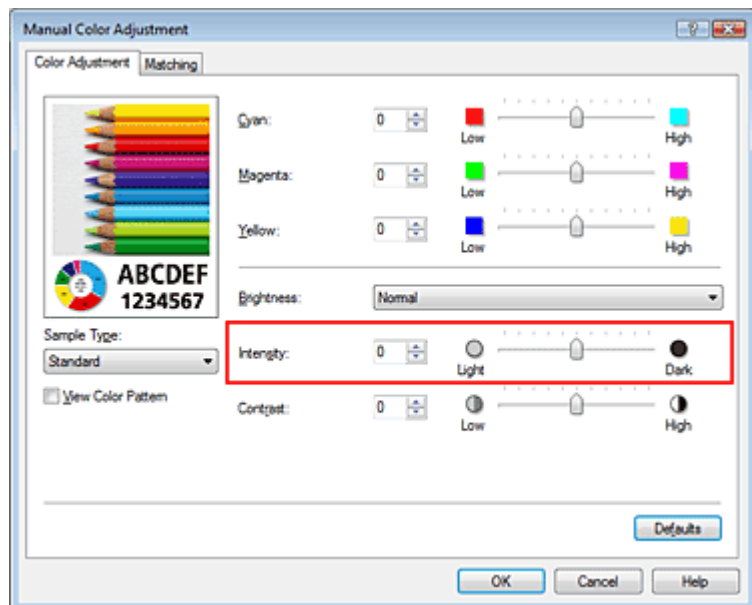 Manual Color Adjustment
Color Adjustment Matching
Cyan: 0 Low High
Magenta: 0 Low High
Yellow: 0 Low High
ABCDEF
1234567
Brightness: Normal
Sample Type:
Standard
Intensity: 0 Light Dark
View Color Pattern
Contrast: 0 Low High
Defaults
OK Cancel Help